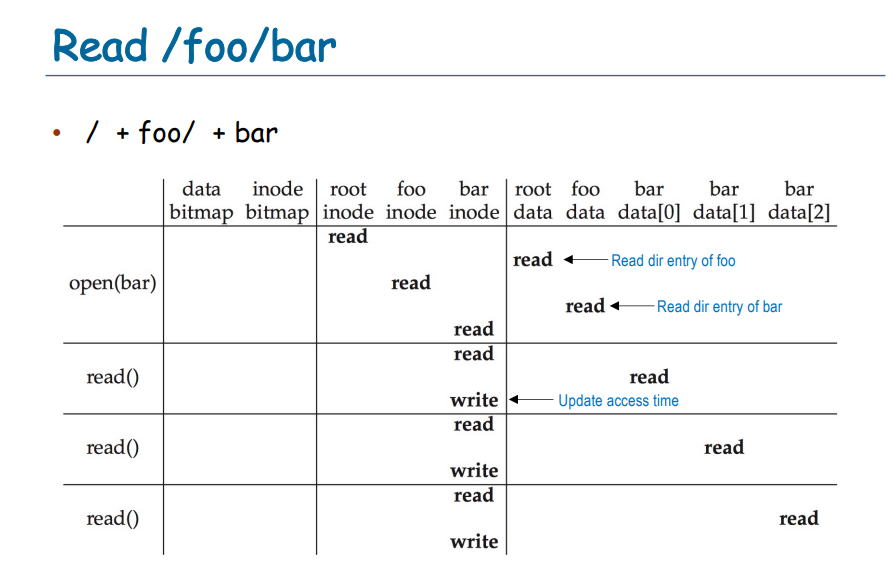 Read /foo/bar
• / + foo/ + bar
data inode root foo bar root foo bar bar bar
bitmap bitmap inode inode inode data data data[0] data[1] data[2]
read
read Read dir entry of foo
open(bar) read
read Read dir entry of bar
read
read
read() read
write Update access time
read
read() read
write
read
read() read
write